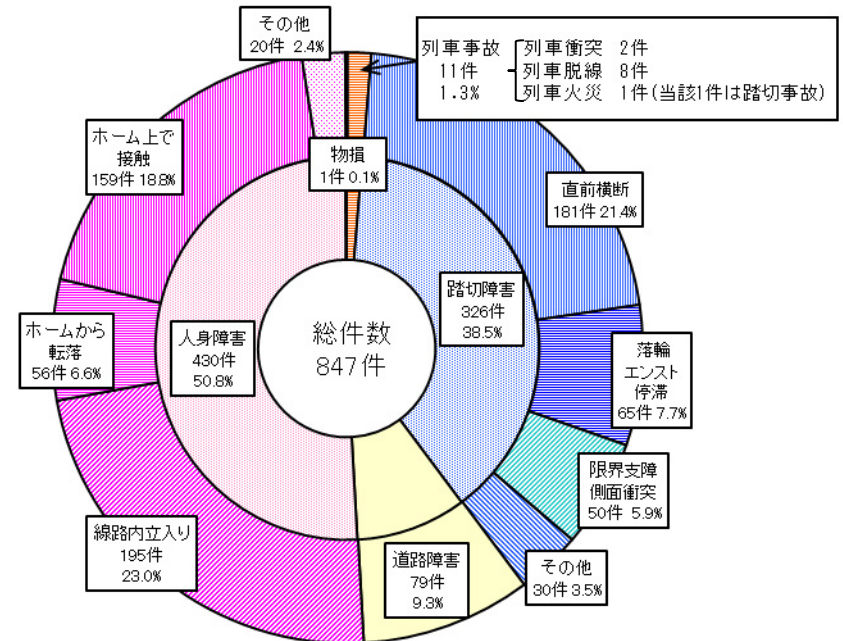 その他
20件 2.4%
列車事故
11件
1.3%
列車衝突 2件
列車脱線 8件
列車火災 1件(当該1件は踏切事故)
ホーム上で
接触
159件 18.8%
物損
1件 0.1%
直前横断
181件 21.4%
踏切障害
326件
38.5%
総件数
847件
人身障害
430件
50.8%
ホームから
転落
56件 6.6%
落輪
エンスト
停滞
65件 7.7%
限界支障
側面衝突
50件 5.9%
線路内立入り
195件
23.0%
道路障害
79件
9.3%
その他
30件 3.5%